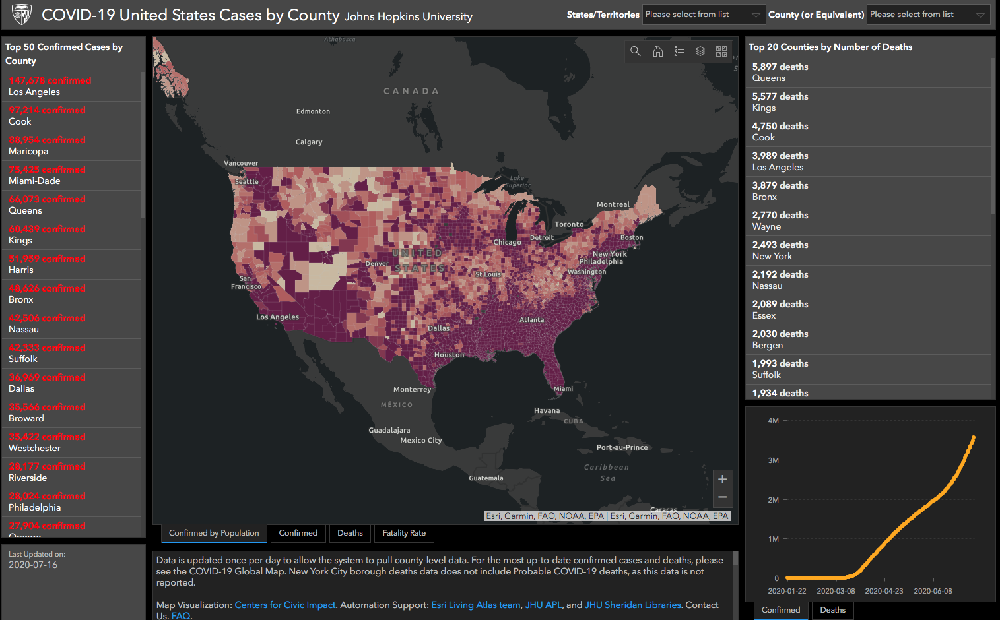 COVID-19 United States Cases by County Johns Hopkins University
States/Territories Please select from list County (or Equivalent) Please select from list
Top 50 Confirmed Cases by
County
147,678 confirmed
Los Angeles
97,214 confirmed
Cook
88,954 confirmed
Maricopa
75,425 confirmed
Miami-Dade
66,073 confirmed
Queens
60,439 confirmed
Kings
51,959 confirmed
Harris
48,626 confirmed
Bronx
42,506 confirmed
Nassau
42,333 confirmed
Suffolk
36,969 confirmed
Dallas
35,566 confirmed
Broward
35,422 confirmed
Westchester
28,177 confirmed
Riverside
28,024 confirmed
Philadelphia
27,904 confirmed
Orange
Last Updated on:
2020-07-16
Athabasca
CANADA
Edmonton
Calgary
Vancouver
Seattle
Lake
Superior
Montreal
Toronto
Boston
Detroit
Chicago
UNITED
STATES
New York
Philadelphia
Denver
Washington
St Louis
San
Francisco
Los Angeles
Atlanta
Dallas
Houston
Miami
Monterrey
MÉXICO
Havana
CUBA
Guadalajara
Mexico City
Port-au-Prince
Caribbean
Sea
Guatemala
Caracas
Esri, Garmin, FAO, NOAA, EPA | Esri, Garmin, FAO, NOAA, EPA
Confirmed by Population Confirmed Deaths Fatality Rate
Data is updated once per day to allow the system to pull county-level data. For the most up-to-date confirmed cases and deaths, please
see the COVID-19 Global Map. New York City borough deaths data does not include Probable COVID-19 deaths, as this data is not
reported.
Map Visualization: Centers for Civic Impact. Automation Support: Esri Living Atlas team, JHU APL, and JHU Sheridan Libraries. Contact
Us. FAQ.
Top 20 Counties by Number of Deaths
5,897 deaths
Queens
5,577 deaths
Kings
4,750 deaths
Cook
3,989 deaths
Los Angeles
3,879 deaths
Bronx
2,770 deaths
Wayne
2,493 deaths
New York
2,192 deaths
Nassau
2,089 deaths
Essex
2,030 deaths
Bergen
1,993 deaths
Suffolk
1,934 deaths
4M
3M
2M
1M
0
2020-01-22 2020-03-08 2020-04-23 2020-06-08
Confirmed Deaths